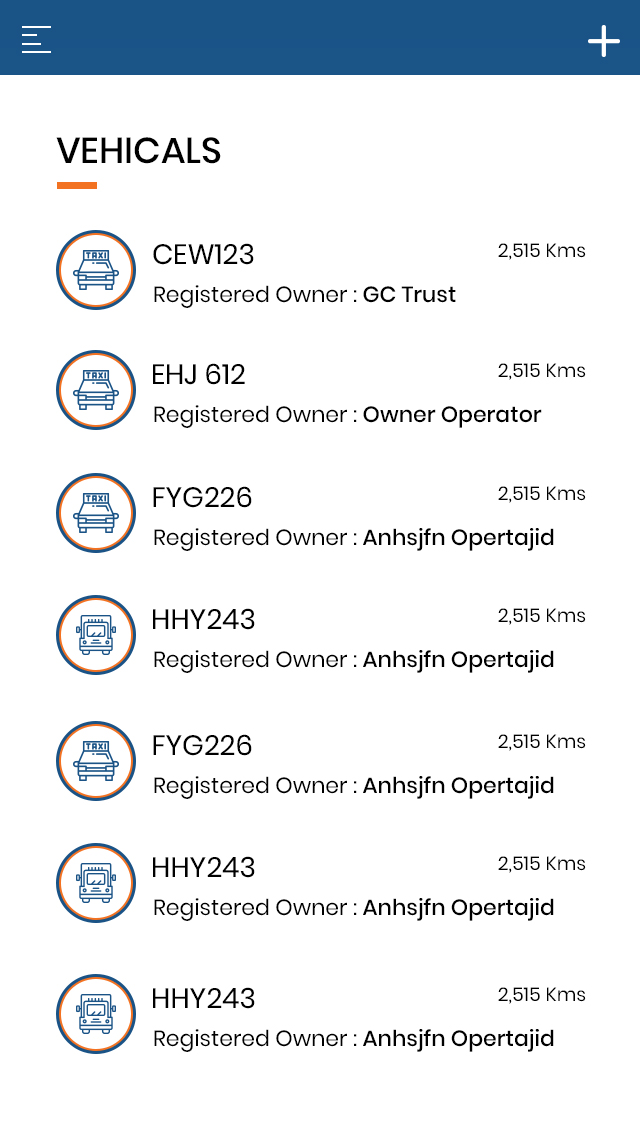 VEHICALS
TAXI
CEW123 2,515 Kms
Registered Owner : GC Trust
TAXI
EHJ 612 2,515 Kms
Registered Owner : Owner Operator
TAXI
FYG226 2,515 Kms
Registered Owner : Anhsjfn Opertajid
HHY243 2,515 Kms
Registered Owner : Anhsjfn Opertajid
TAXI
FYG226 2,515 Kms
Registered Owner : Anhsjfn Opertajid
HHY243 2,515 Kms
Registered Owner : Anhsjfn Opertajid
HHY243 2,515 Kms
Registered Owner : Anhsjfn Opertajid